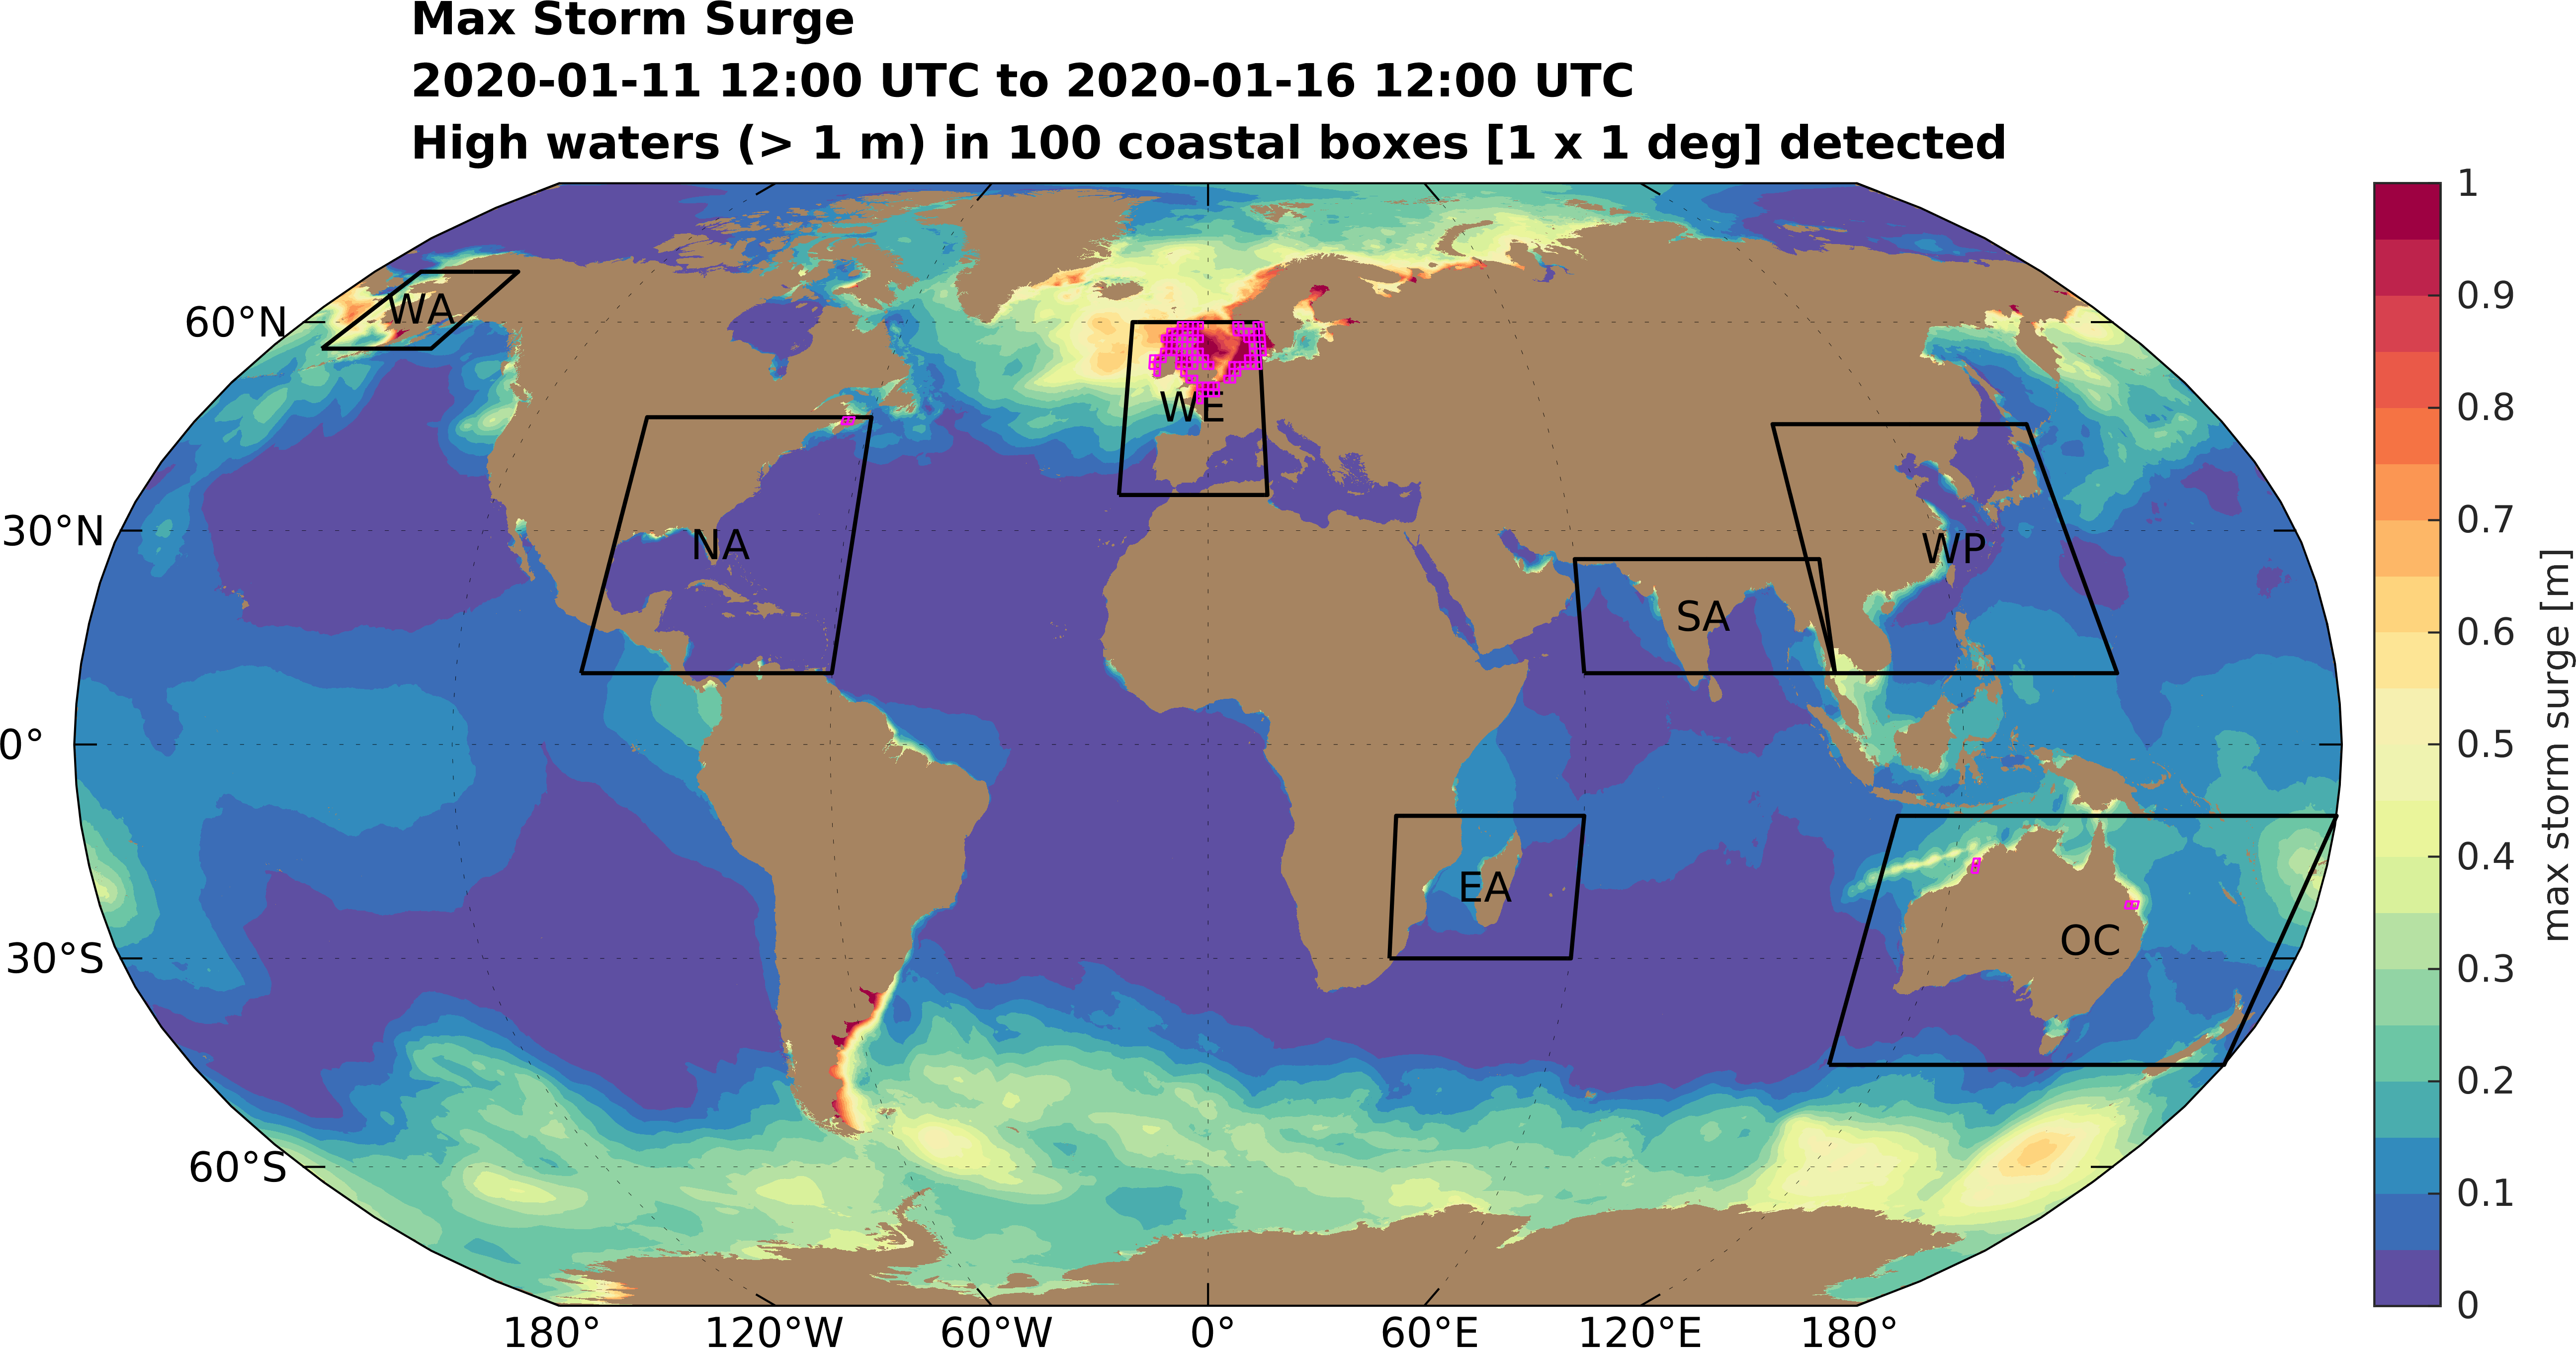 Max Storm Surge
2020-01-11 12:00 UTC to 2020-01-16 12:00 UTC
High waters (> 1 m) in 100 coastal boxes [1 x 1 deg] detected
60°N
30°N
0°
30°S
60°S
WA
NA
WE
WP
SA
EA
OC
180°
120°W
60°W
0°
60°E
120°E
180°
1
0.9
0.8
0.7
0.6
0.5
0.4
0.3
0.2
0.1
0
max storm surge [m]